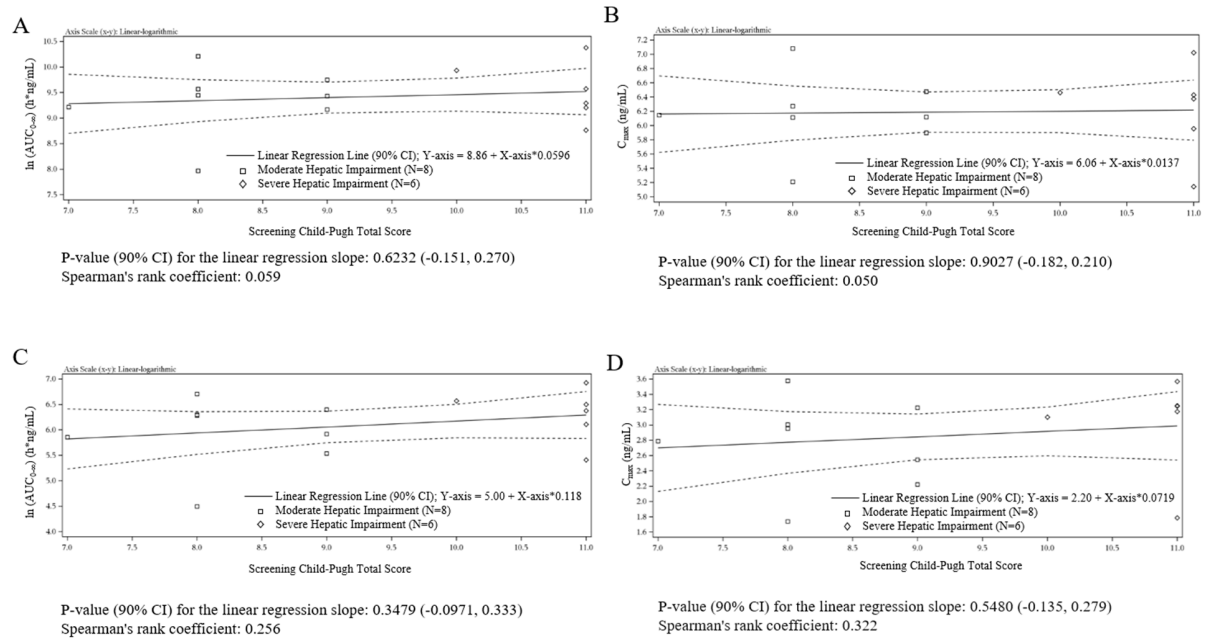 A
Axis Scale (x-y): Linear-logarithmic
ln (AUC0-∞) (h*ng/mL)
10.5
10.0
9.5
9.0
8.5
8.0
7.5
Linear Regression Line (90% CI); Y-axis = 8.86 + X-axis*0.0596
Moderate Hepatic Impairment (N=8)
Severe Hepatic Impairment (N=6)
7.0 7.5 8.0 8.5 9.0 9.5 10.0 10.5 11.0
Screening Child-Pugh Total Score
P-value (90% CI) for the linear regression slope: 0.6232 (-0.151, 0.270)
Spearman's rank coefficient: 0.059
B
Axis Scale (x-y): Linear-logarithmic
Cmax (ng/mL)
7.2
7.0
6.8
6.6
6.4
6.2
6.0
5.8
5.6
5.4
5.2
5.0
Linear Regression Line (90% CI); Y-axis = 6.06 + X-axis*0.0137
Moderate Hepatic Impairment (N=8)
Severe Hepatic Impairment (N=6)
7.0 7.5 8.0 8.5 9.0 9.5 10.0 10.5 11.0
Screening Child-Pugh Total Score
P-value (90% CI) for the linear regression slope: 0.9027 (-0.182, 0.210)
Spearman's rank coefficient: 0.050
C
Axis Scale (x-y): Linear-logarithmic
ln (AUC0-∞) (h*ng/mL)
7.0
6.5
6.0
5.5
5.0
4.5
4.0
Linear Regression Line (90% CI); Y-axis = 5.00 + X-axis*0.118
Moderate Hepatic Impairment (N=8)
Severe Hepatic Impairment (N=6)
7.0 7.5 8.0 8.5 9.0 9.5 10.0 10.5 11.0
Screening Child-Pugh Total Score
P-value (90% CI) for the linear regression slope: 0.3479 (-0.0971, 0.333)
Spearman's rank coefficient: 0.256
D
Axis Scale (x-y): Linear-logarithmic
Cmax (ng/mL)
3.6
3.4
3.2
3.0
2.8
2.6
2.4
2.2
2.0
1.8
1.6
Linear Regression Line (90% CI); Y-axis = 2.20 + X-axis*0.0719
Moderate Hepatic Impairment (N=8)
Severe Hepatic Impairment (N=6)
7.0 7.5 8.0 8.5 9.0 9.5 10.0 10.5 11.0
Screening Child-Pugh Total Score
P-value (90% CI) for the linear regression slope: 0.5480 (-0.135, 0.279)
Spearman's rank coefficient: 0.322